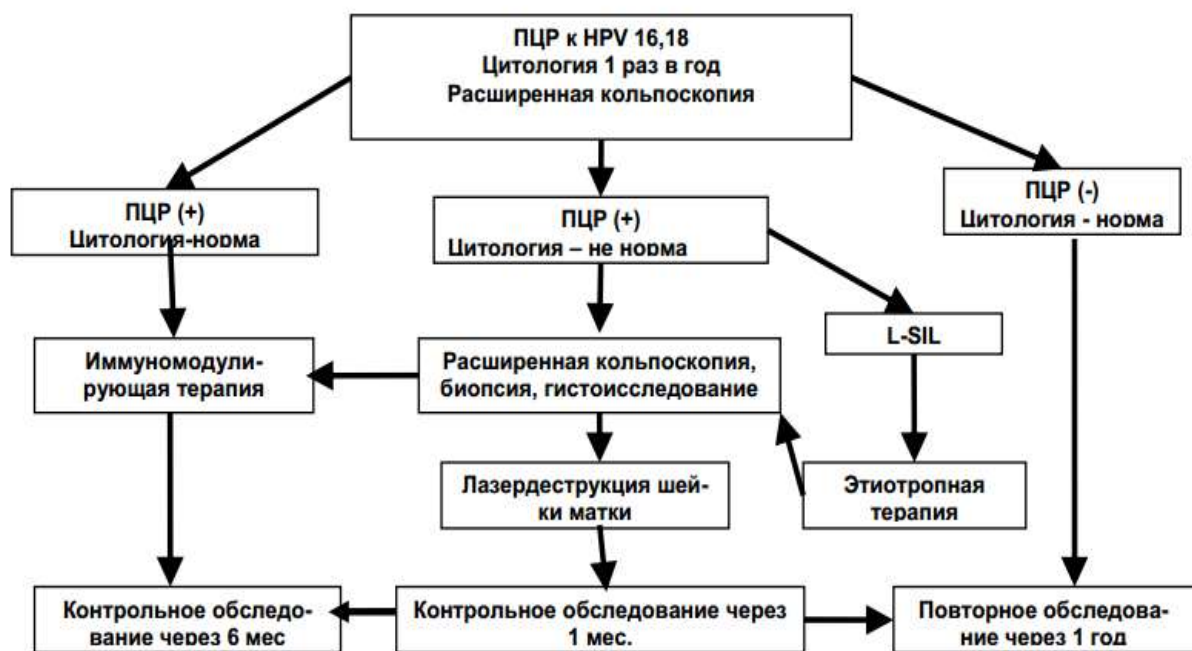 ПЦР к HPV 16,18
Цитология 1 раз в год
Расширенная кольпоскопия
ПЦР (+)
Цитология-норма
ПЦР (+)
Цитология – не норма
ПЦР (-)
Цитология - норма
L-SIL
Иммуномодули-
рующая терапия
Расширенная кольпоскопия,
биопсия, гистоисследование
Лазердеструкция шей-
ки матки
Этиотропная
терапия
Контрольное обследо-
вание через 6 мес
Контрольное обследование через
1 мес.
Повторное обследова-
ние через 1 год